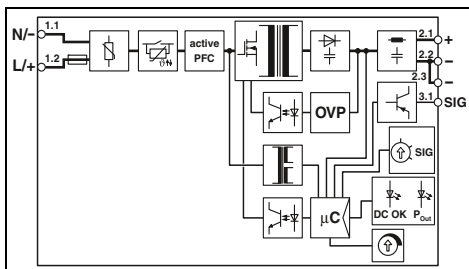 N/− 1.1
L/+ 1.2
active
PFC
2.1 +
2.2 −
2.3 −
3.1 SIG
OVP
SIG
µC
DC OK P Out
ϑ